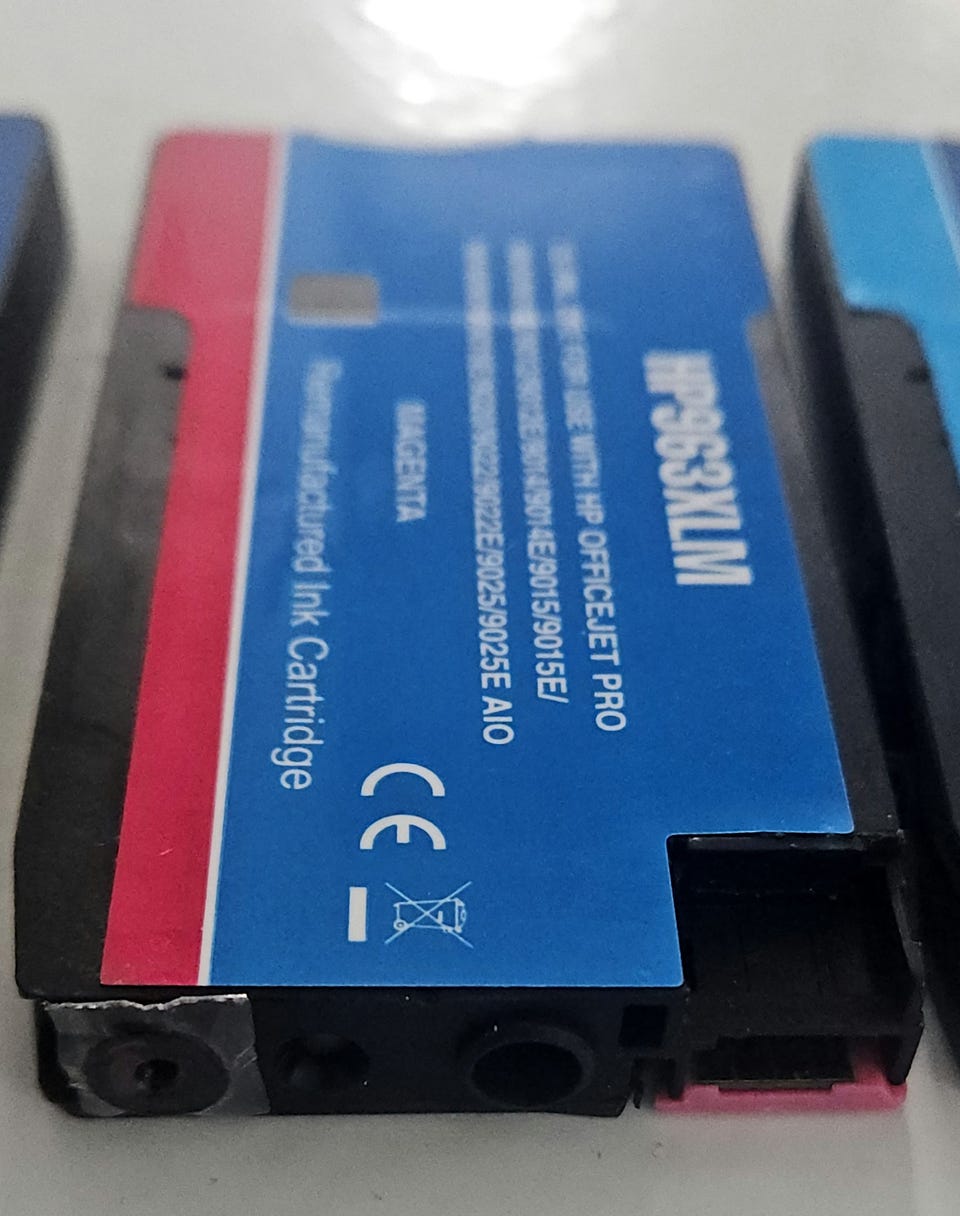 HP963XLM
FOR USE WITH HP OFFICEJET PRO
9014E/9015/9015E/
9022E/9025/9025E AIO
MAGENTA
Remanufactured Ink Cartridge
CE